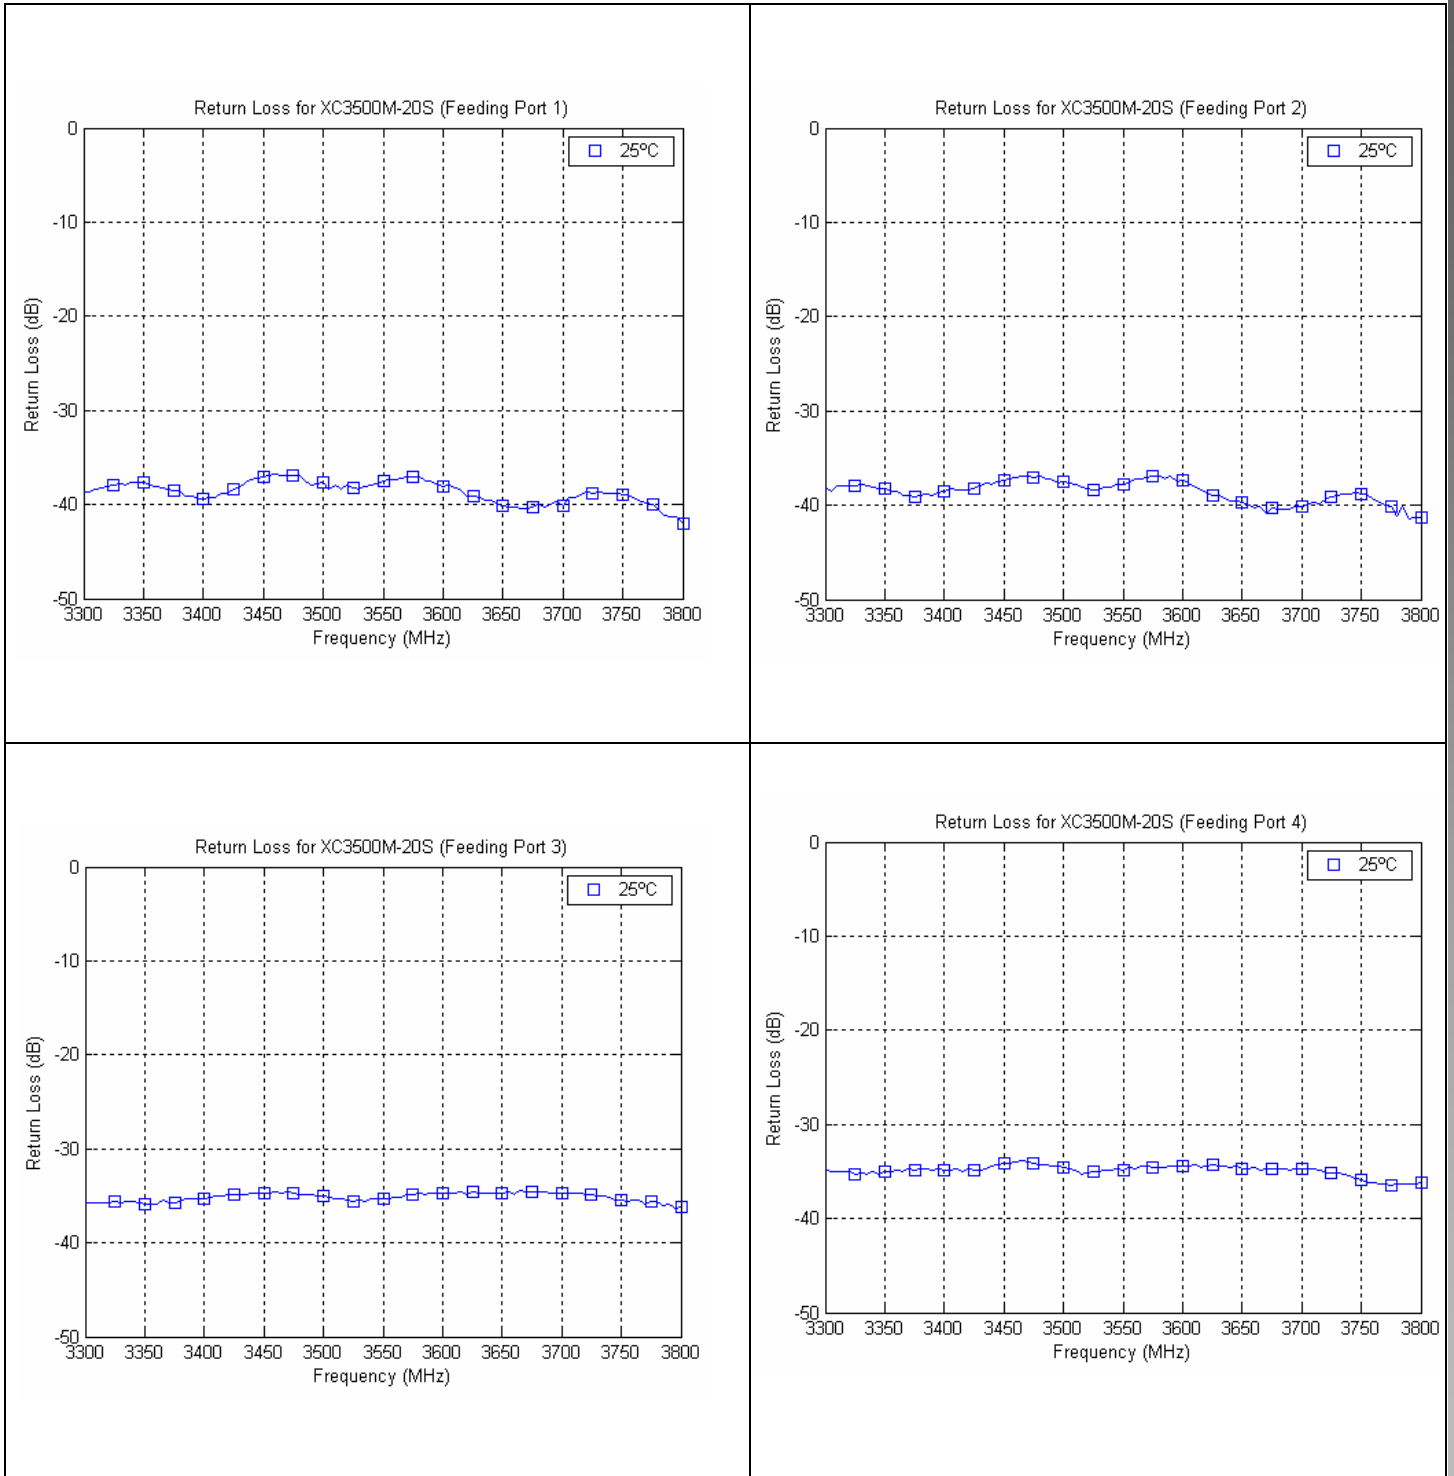 Return Loss for XC3500M-20S (Feeding Port 1)
25ºC
0
-10
-20
-30
-40
-50
Return Loss (dB)
3300 3350 3400 3450 3500 3550 3600 3650 3700 3750 3800
Frequency (MHz)
Return Loss for XC3500M-20S (Feeding Port 2)
25ºC
0
-10
-20
-30
-40
-50
Return Loss (dB)
3300 3350 3400 3450 3500 3550 3600 3650 3700 3750 3800
Frequency (MHz)
Return Loss for XC3500M-20S (Feeding Port 3)
25ºC
0
-10
-20
-30
-40
-50
Return Loss (dB)
3300 3350 3400 3450 3500 3550 3600 3650 3700 3750 3800
Frequency (MHz)
Return Loss for XC3500M-20S (Feeding Port 4)
25ºC
0
-10
-20
-30
-40
-50
Return Loss (dB)
3300 3350 3400 3450 3500 3550 3600 3650 3700 3750 3800
Frequency (MHz)